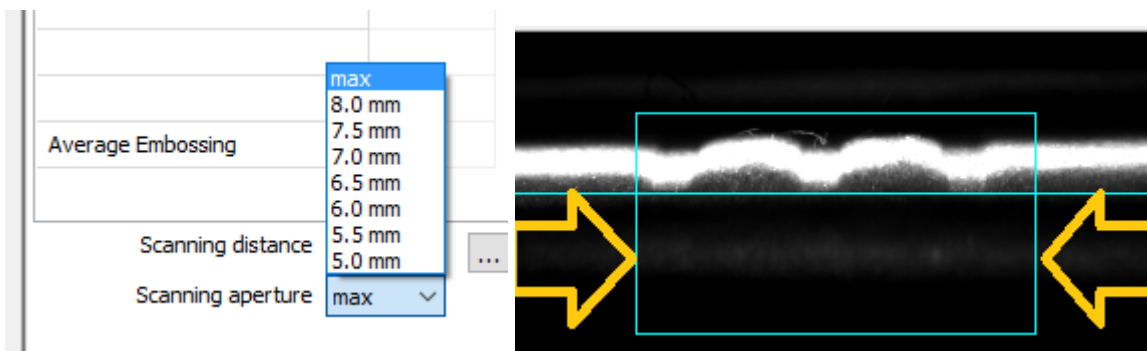 max
8.0 mm
7.5 mm
7.0 mm
6.5 mm
6.0 mm
5.5 mm
5.0 mm
Average Embossing
Scanning distance
...
Scanning aperture max